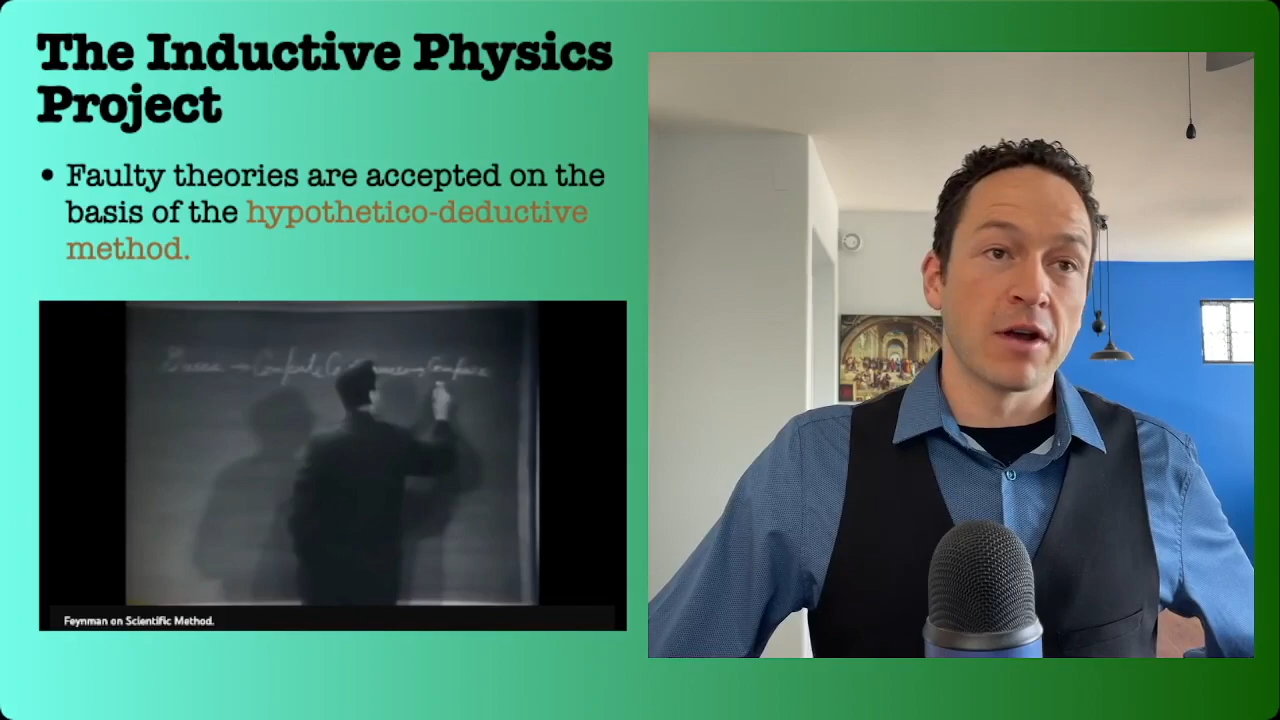 The Inductive Physics
Project
• Faulty theories are accepted on the
basis of the hypothetico-deductive
method.
Feynman on Scientific Method.